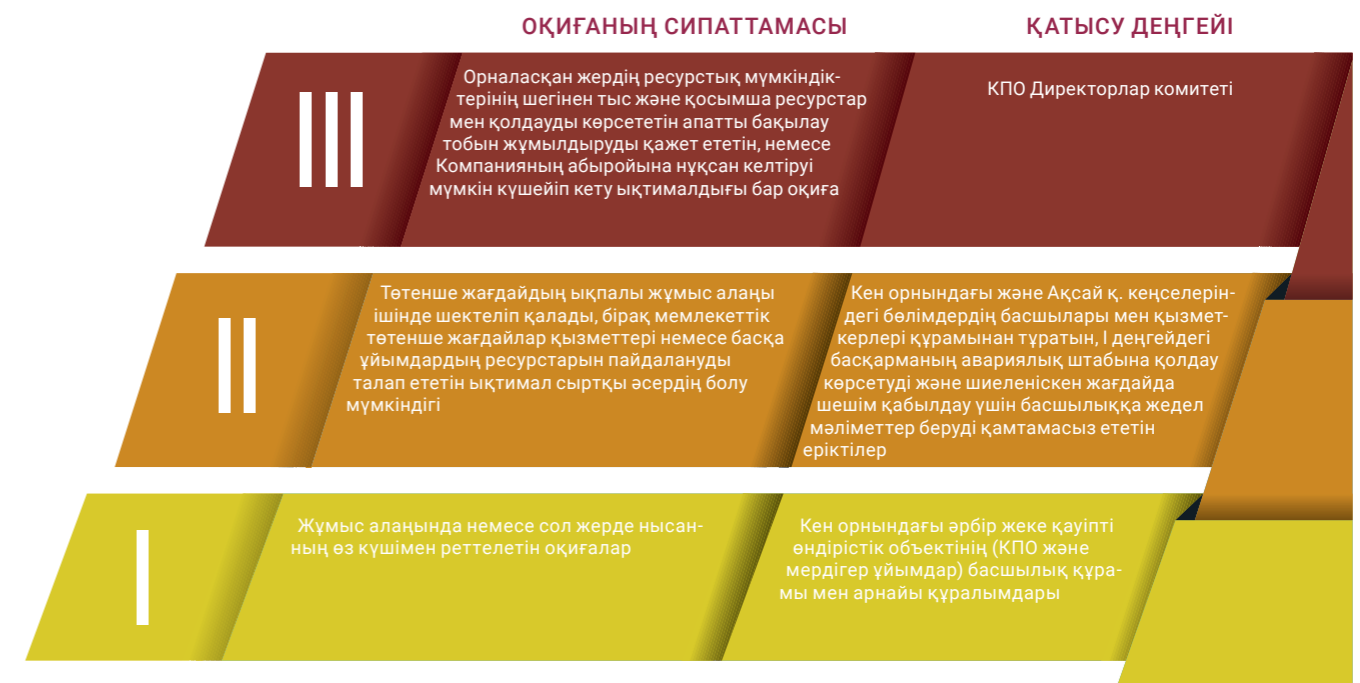 ОҚИҒАНЫҢ СИПАТТАМАСЫ
ҚАТЫСУ ДЕҢГЕЙІ
III
Орналасқан жердің ресурстық мүмкіндік-
терінің шегінен тыс және қосымша ресурстар
мен қолдауды көрсететін апатты бақылау
тобын жұмылдыруды қажет ететін, немесе
Компанияның абыройына нұқсан келтіруі
мүмкін күшейіп кету ықтималдығы бар оқиға
КПО Директорлар комитеті
II
Төтенше жағдайдың ықпалы жұмыс алаңы
ішінде шектеліп қалады, бірақ мемлекеттік
төтенше жағдайлар қызметтері немесе басқа
ұйымдардың ресурстарын пайдалануды
талап ететін ықтимал сыртқы әсердің болу
мүмкіндігі
Кен орнындағы және Ақсай қ. кеңселерін-
дегі бөлімдердің басшылары мен қызмет-
керлері құрамынан тұратын, I деңгейдегі
басқарманың авариялық штабына қолдау
көрсетуді және шиеленіскен жағдайда
шешім қабылдау үшін басшылыққа жедел
мәліметтер беруді қамтамасыз ететін
еріктілер
I
Жұмыс алаңында немесе сол жерде нысан-
ның өз күшімен реттелетін оқиғалар
Кен орнындағы әрбір жеке қауіпті
өндірістік объектінің (КПО және
мердігер ұйымдар) басшылық құра-
мы мен арнайы құралымдары